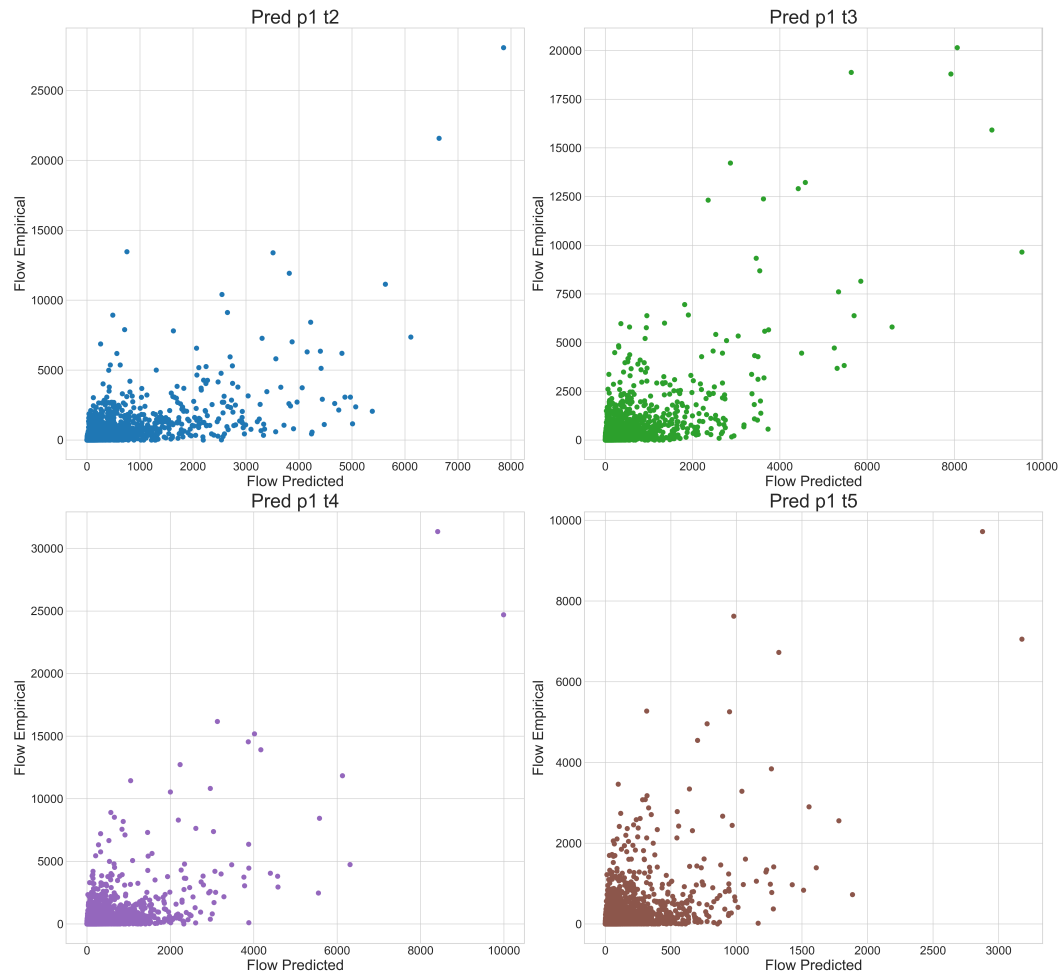 Pred p1 t2
Flow Empirical
25000
20000
15000
10000
5000
0
0 1000 2000 3000 4000 5000 6000 7000 8000
Flow Predicted
Pred p1 t3
Flow Empirical
20000
17500
15000
12500
10000
7500
5000
2500
0
0 2000 4000 6000 8000 10000
Flow Predicted
Pred p1 t4
Flow Empirical
30000
25000
20000
15000
10000
5000
0
0 2000 4000 6000 8000 10000
Flow Predicted
Pred p1 t5
Flow Empirical
10000
8000
6000
4000
2000
0
0 500 1000 1500 2000 2500 3000
Flow Predicted